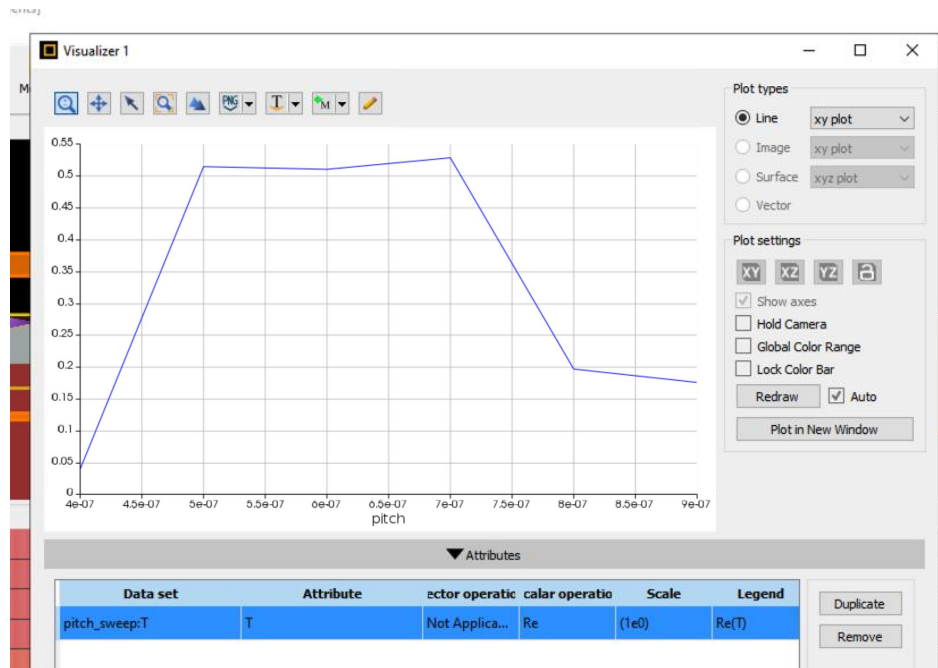 Visualizer 1
M
PNG
T
M
Plot types
Line xy plot
Image xy plot
Surface xyz plot
Vector
Plot settings
XY XZ YZ
Show axes
Hold Camera
Global Color Range
Lock Color Bar
Redraw Auto
Plot in New Window
0.55
0.5
0.45
0.4
0.35
0.3
0.25
0.2
0.15
0.1
0.05
0
4e-07 4.5e-07 5e-07 5.5e-07 6e-07 6.5e-07 7e-07 7.5e-07 8e-07 8.5e-07 9e-07
pitch
Attributes
Data set Attribute ector operatic calar operatio Scale Legend
pitch_sweep:T T Not Applica... Re (1e0) Re(T)
Duplicate
Remove